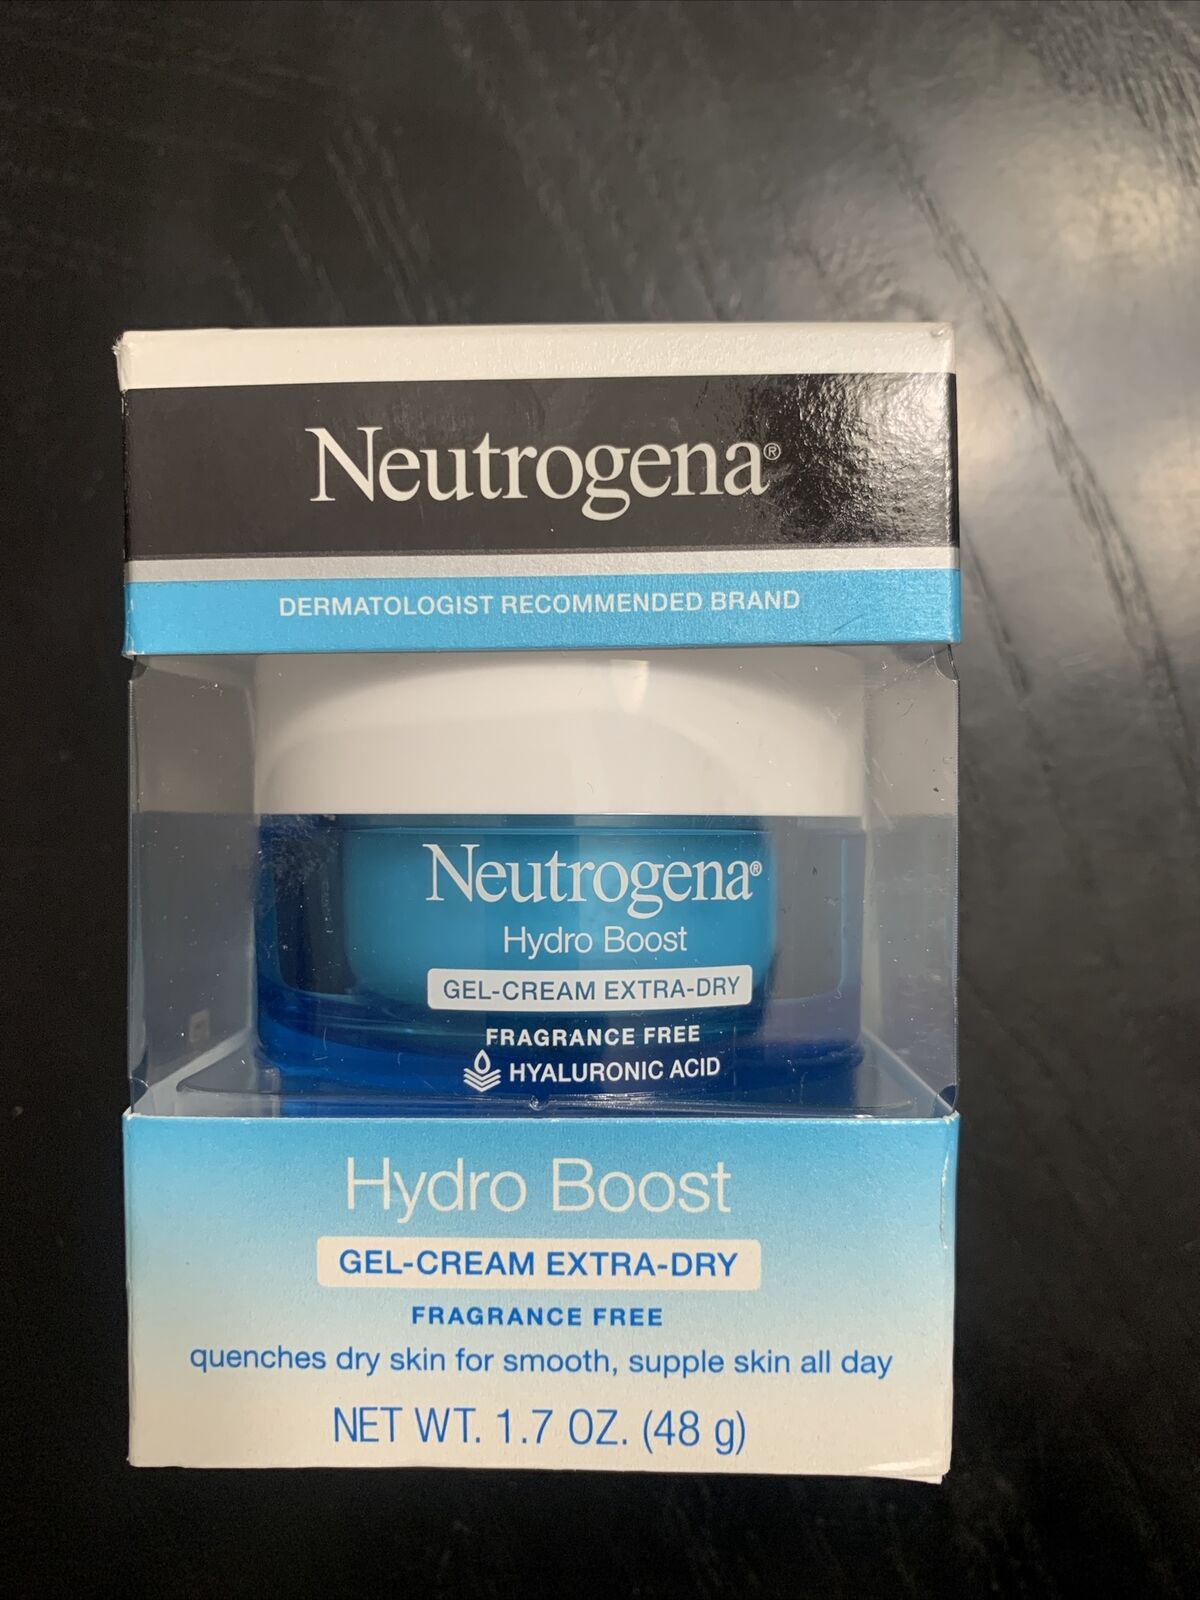 Neutrogena®
DERMATOLOGIST RECOMMENDED BRAND
Neutrogena®
Hydro Boost
GEL-CREAM EXTRA-DRY
FRAGRANCE FREE
HYALURONIC ACID
Hydro Boost
GEL-CREAM EXTRA-DRY
FRAGRANCE FREE
quenches dry skin for smooth, supple skin all day
NET WT. 1.7 OZ. (48 g)